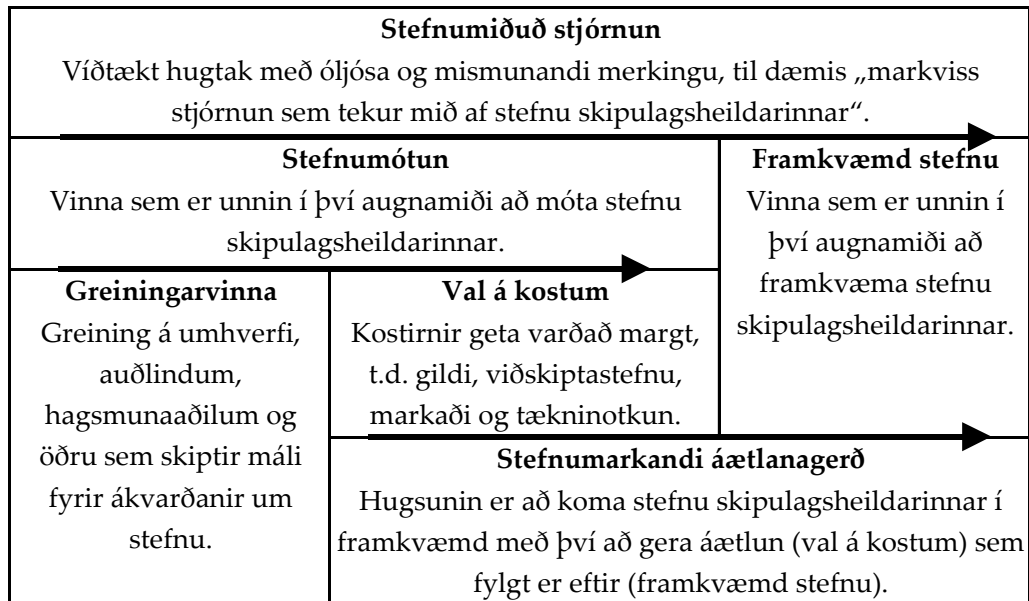 Stefnumiðuð stjórnun
Víðtækt hugtak með óljósa og mismunandi merkingu, til dæmis „markviss
stjórnun sem tekur mið af stefnu skipulagsheildarinnar“.
Stefnumótun
Vinna sem er unnin í því augnamiði að móta stefnu
skipulagsheildarinnar.
Framkvæmd stefnu
Vinna sem er unnin í
því augnamiði að
framkvæma stefnu
skipulagsheildarinnar.
Greiningarvinna
Greining á umhverfi,
auðlindum,
hagsmunaaðilum og
öðru sem skiptir máli
fyrir ákvarðanir um
stefnu.
Val á kostum
Kostirnir geta varðað margt,
t.d. gildi, viðskiptastefnu,
markaði og tækninotkun.
Stefnumarkandi áætlanagerð
Hugsunin er að koma stefnu skipulagsheildarinnar í
framkvæmd með því að gera áætlun (val á kostum) sem
fylgt er eftir (framkvæmd stefnu).